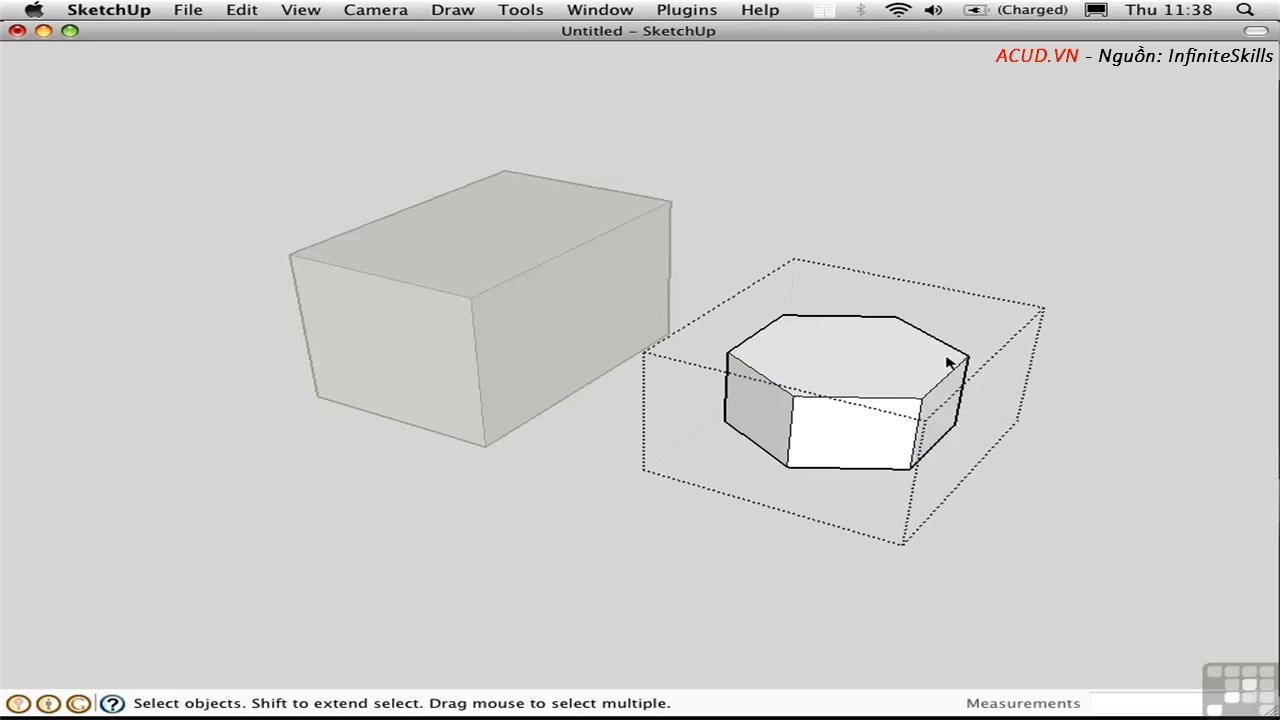 SketchUp File Edit View Camera Draw Tools Window Plugins Help (Charged) Thu 11:38
Untitled – SketchUp
ACUD.VN - Nguồn: InfiniteSkills
Select objects. Shift to extend select. Drag mouse to select multiple. Measurements